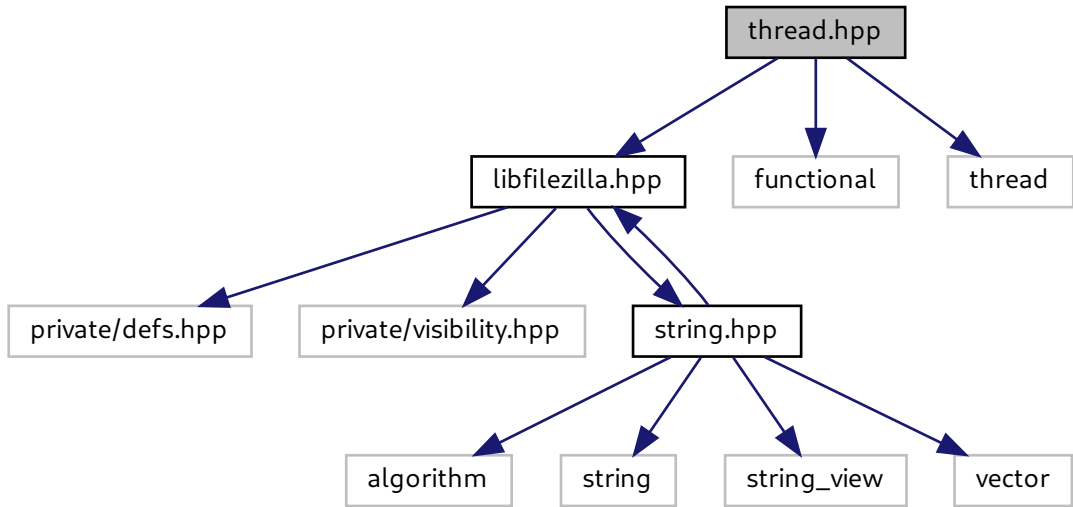 thread.hpp
libfilezilla.hpp
functional
thread
private/defs.hpp
private/visibility.hpp
string.hpp
algorithm
string
string_view
vector